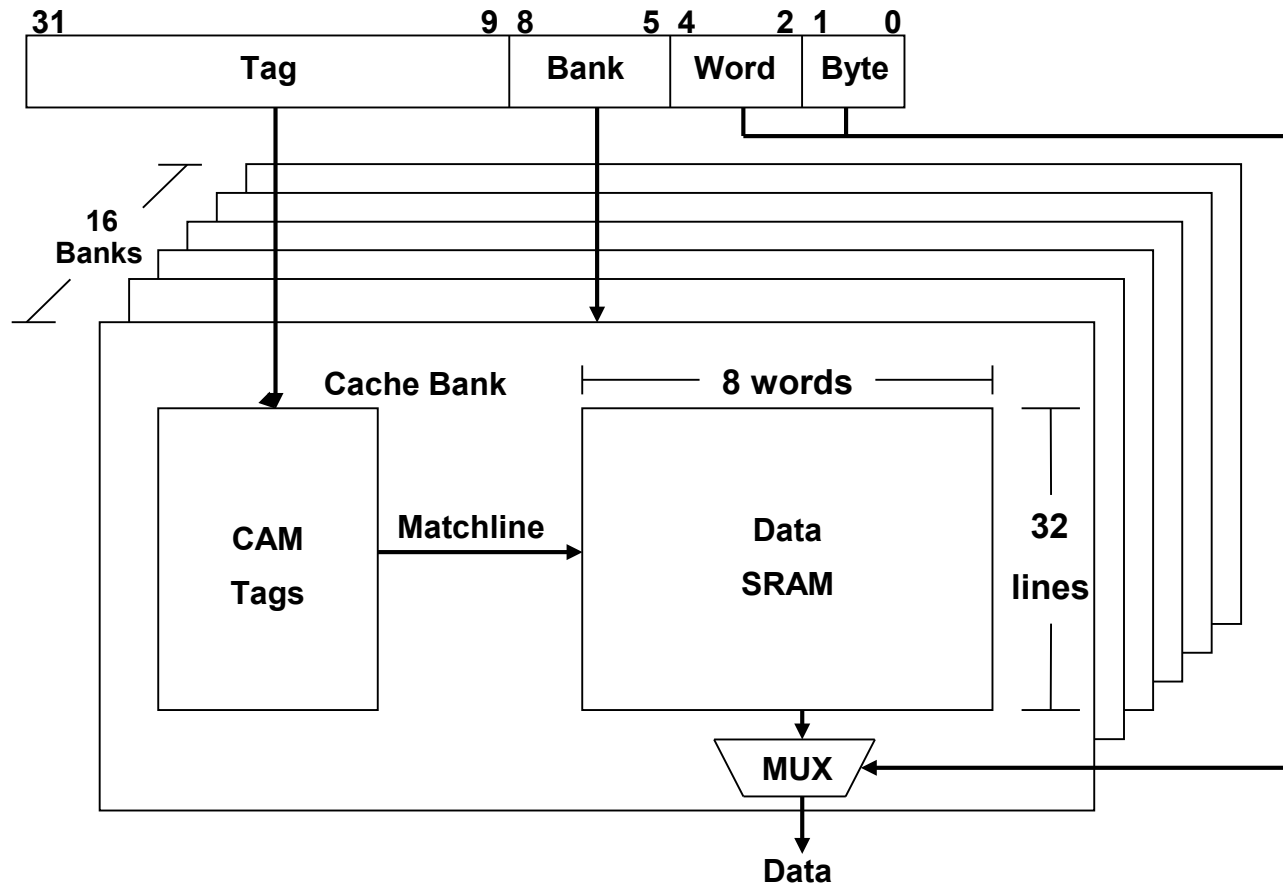 31 9 8 5 4 2 1 0
Tag Bank Word Byte
16
Banks
Cache Bank
8 words
CAM
Tags
Matchline
Data
SRAM
32
lines
MUX
Data